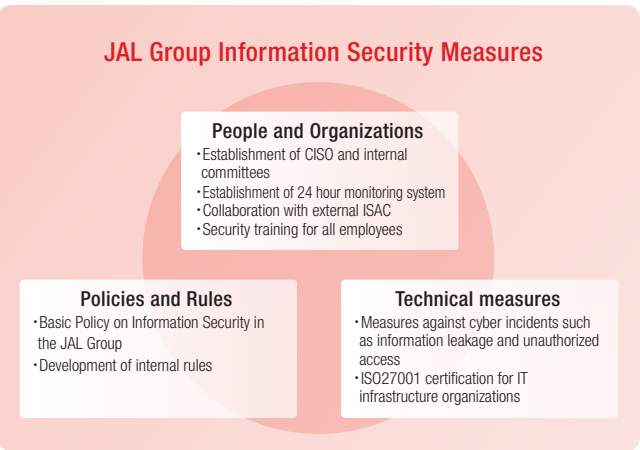 JAL Group Information Security Measures
People and Organizations
・Establishment of CISO and internal
committees
・Establishment of 24 hour monitoring system
・Collaboration with external ISAC
・Security training for all employees
Policies and Rules
・Basic Policy on Information Security in
the JAL Group
・Development of internal rules
Technical measures
・Measures against cyber incidents such
as information leakage and unauthorized
access
・ISO27001 certification for IT
infrastructure organizations